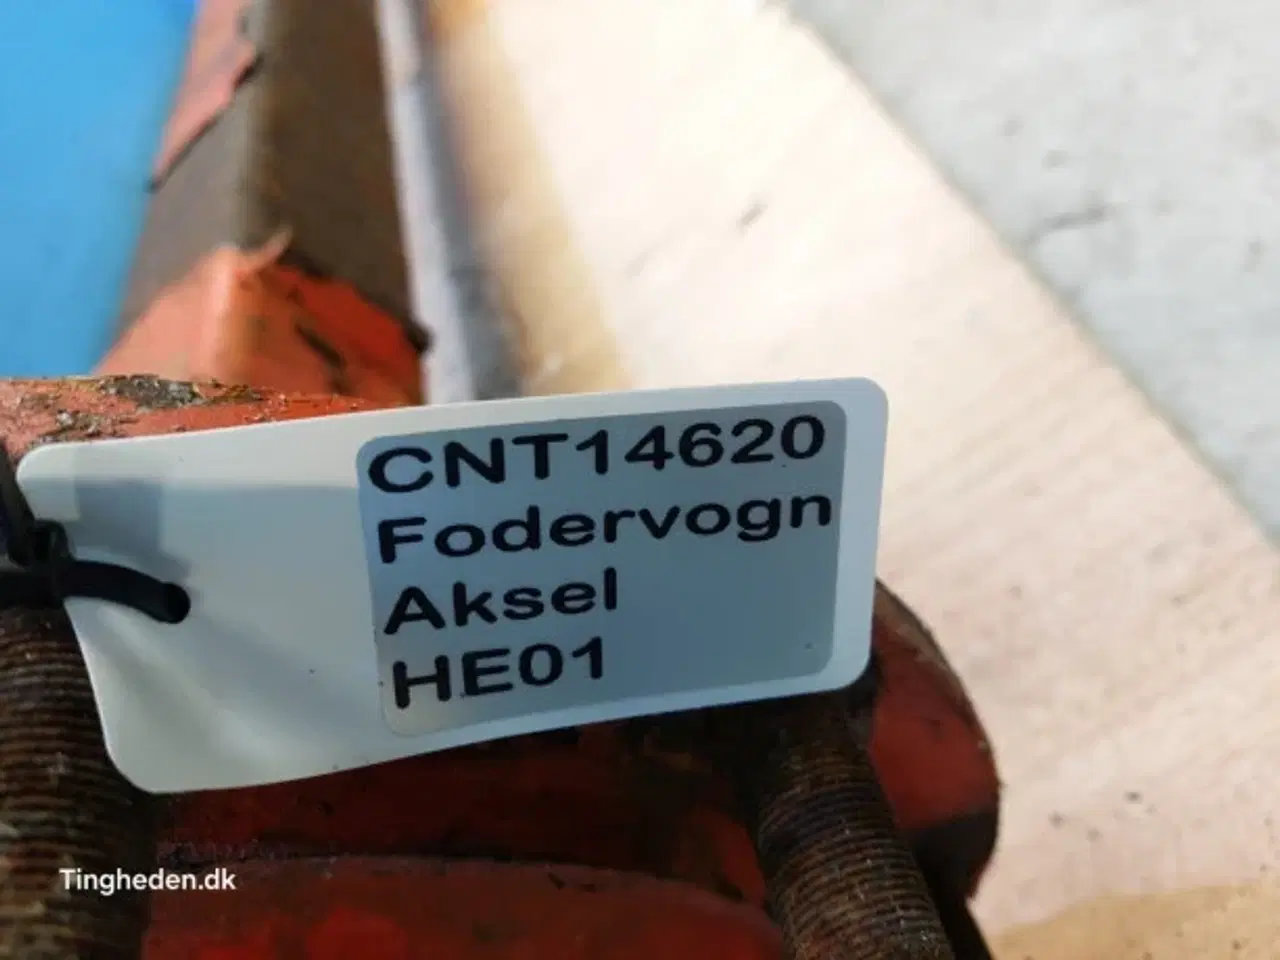 CNT14620
Fodervogn
Aksel
HE01
Tingheden.dk